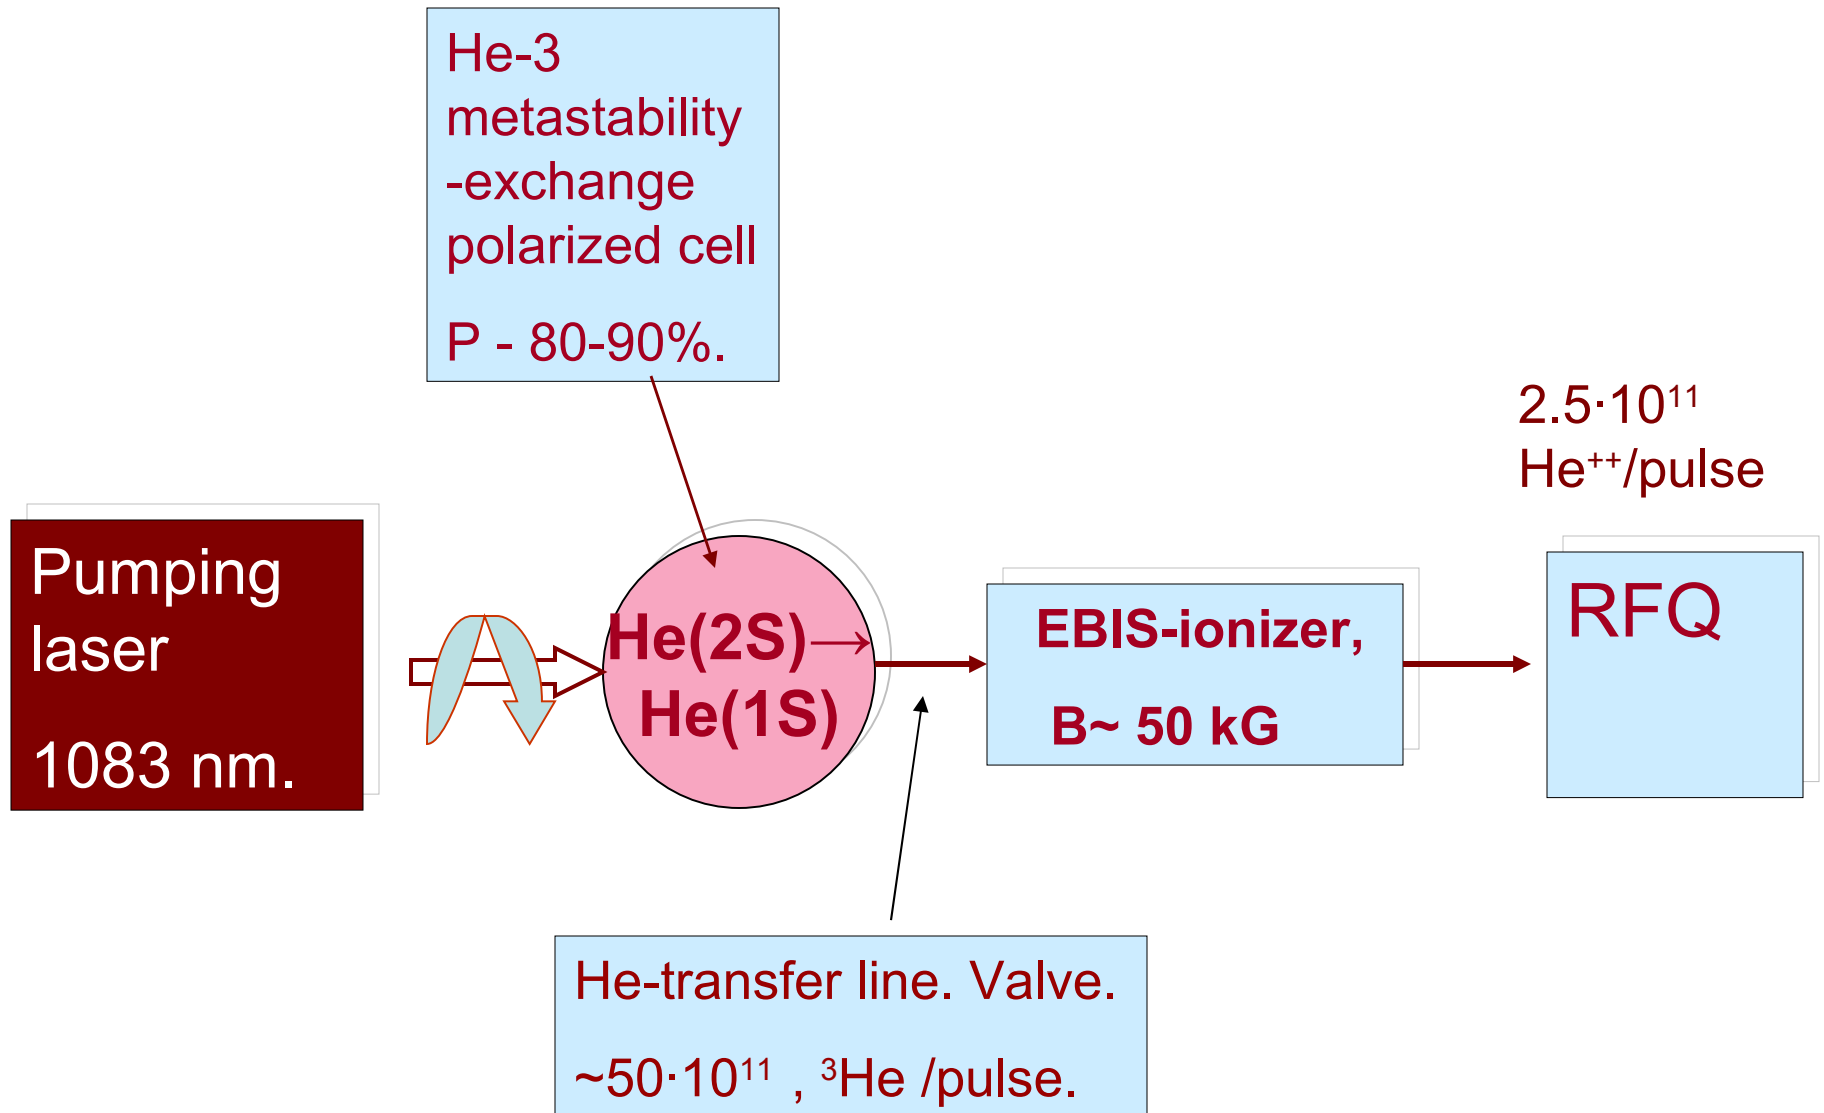 He-3
metastability
-exchange
polarized cell
P - 80-90%.
2.5·10¹¹
He⁺⁺/pulse
Pumping
laser
1083 nm.
He(2S)→
He(1S)
EBIS-ionizer,
B~ 50 kG
RFQ
He-transfer line. Valve.
~50·10¹¹ , ³He /pulse.